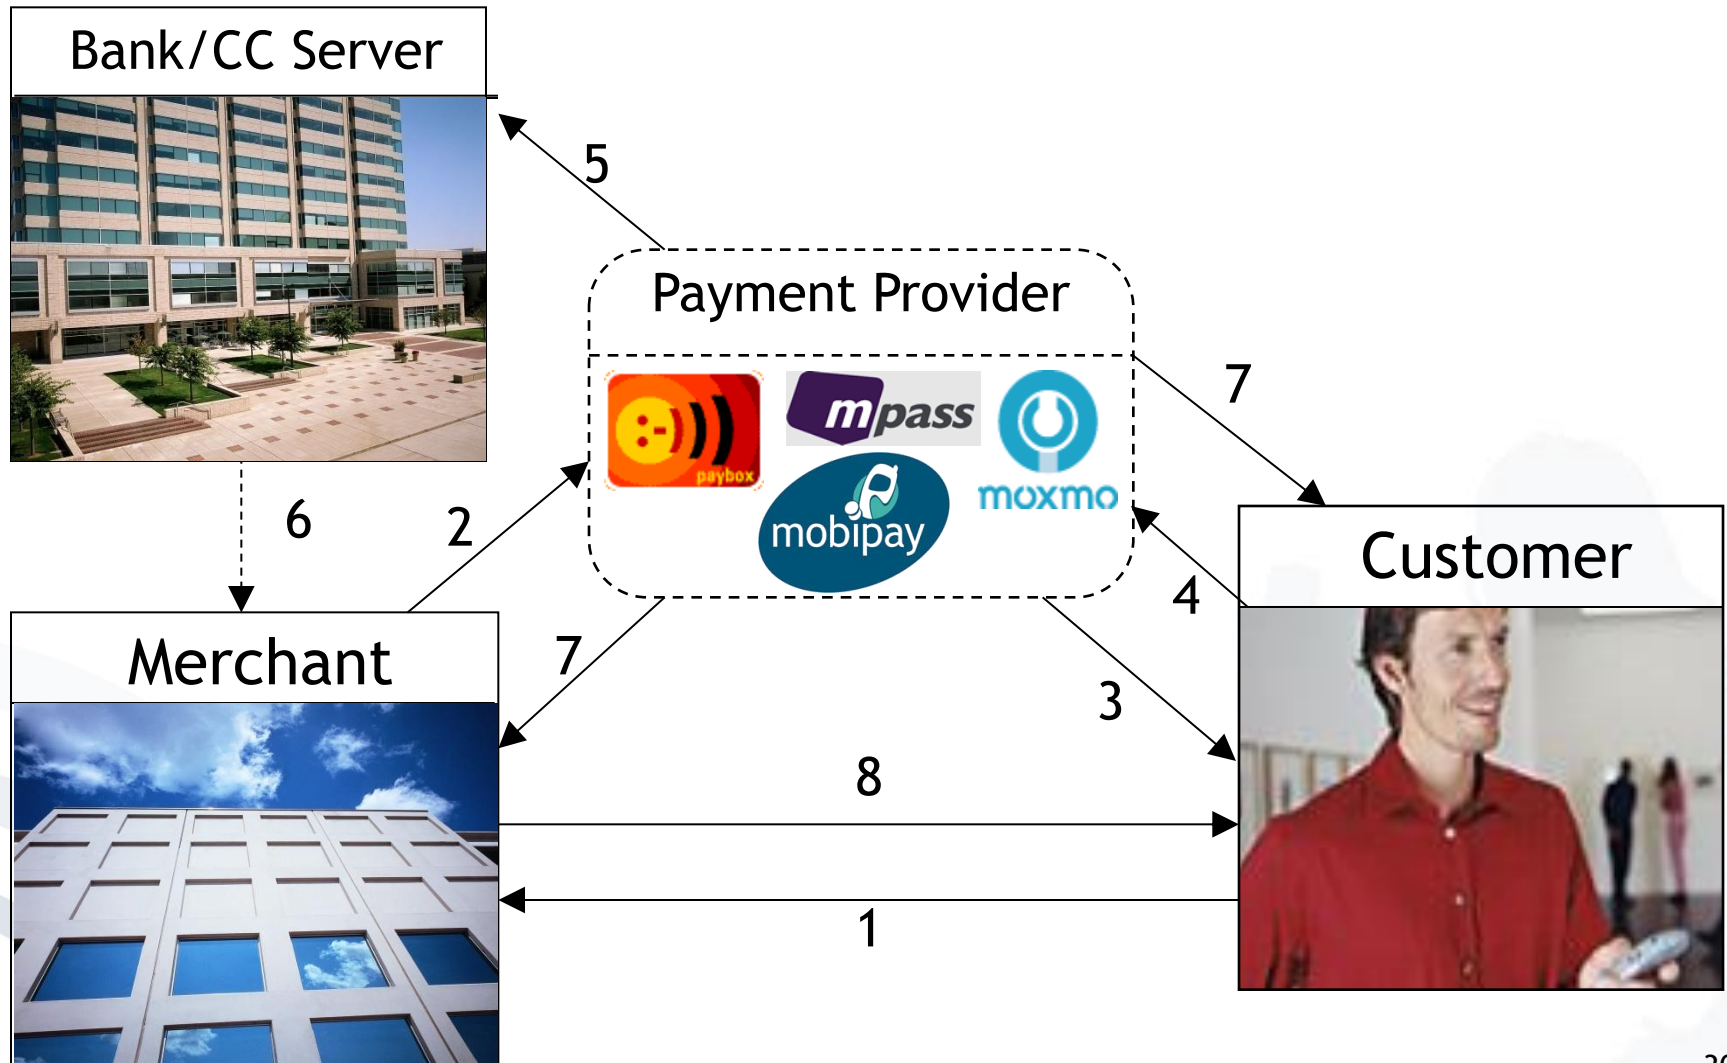 Bank/CC Server
5
Payment Provider
7
paybox
mpass
moxmo
mobipay
6
2
4
Customer
Merchant
7
3
8
1